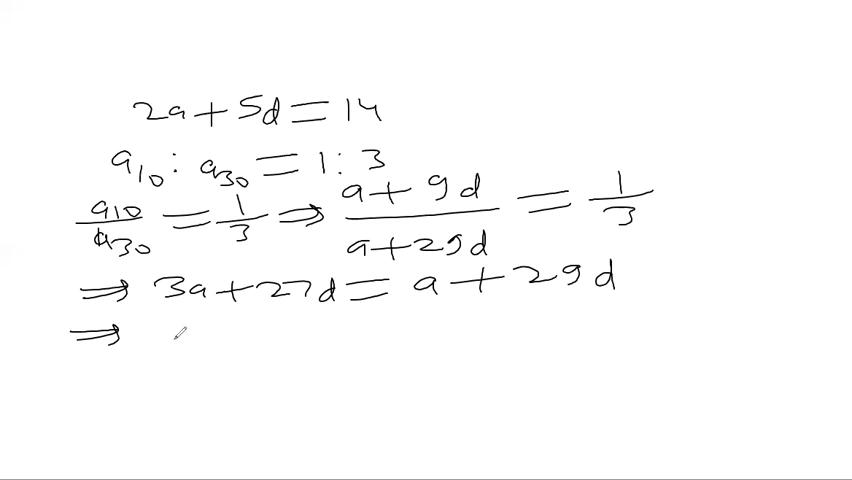 2a + 5d = 14
a10 : a30 = 1 : 3
a10/a30 = 1/3 ⇒ (a + 9d)/(a + 29d) = 1/3
⇒ 3a + 27d = a + 29d
⇒